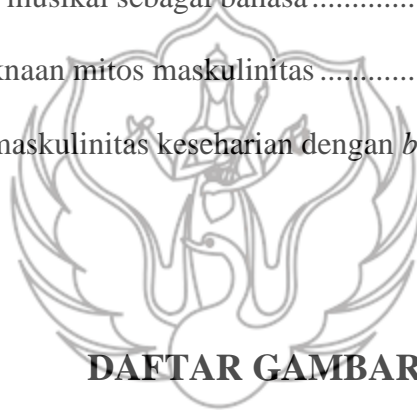 musikal sebagai bahasa..............
knaan mitos maskulinitas............
maskulinitas keseharian dengan b
DAFTAR GAMBAR